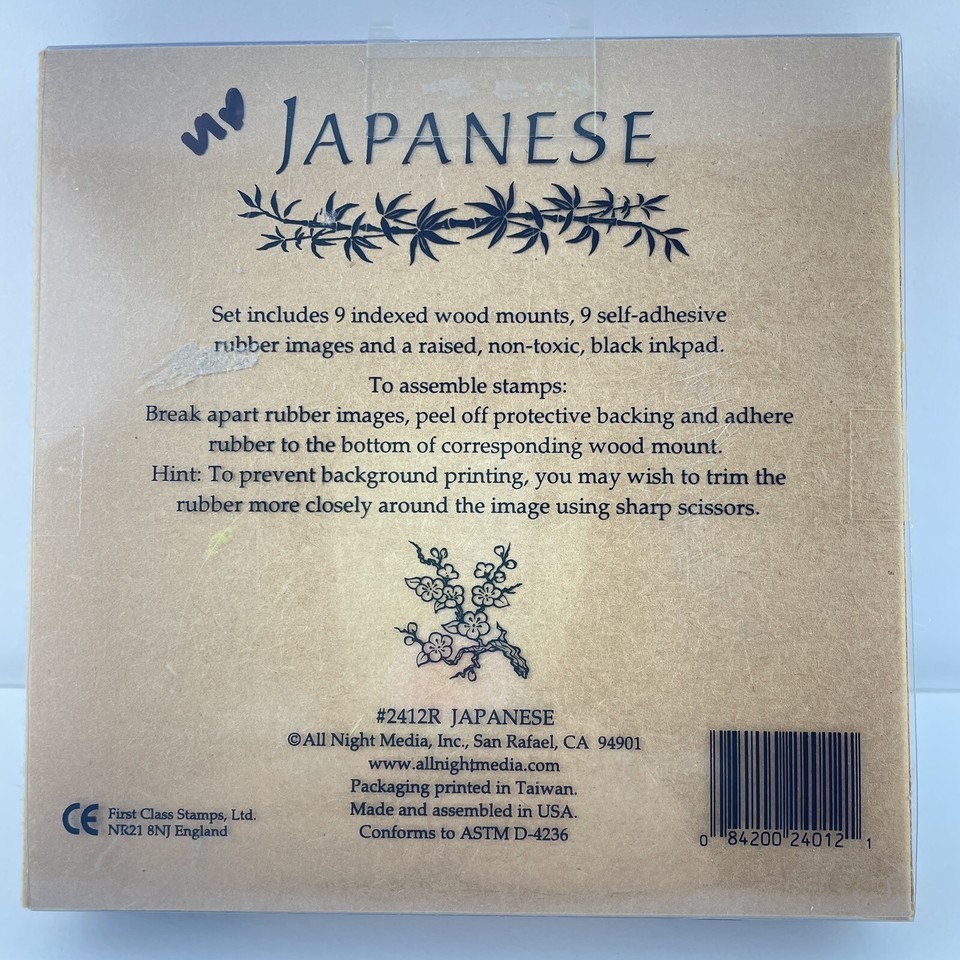 JAPANESE
Set includes 9 indexed wood mounts, 9 self-adhesive
rubber images and a raised, non-toxic, black inkpad.
To assemble stamps:
Break apart rubber images, peel off protective backing and adhere
rubber to the bottom of corresponding wood mount.
Hint: To prevent background printing, you may wish to trim the
rubber more closely around the image using sharp scissors.
#2412R JAPANESE
©All Night Media, Inc., San Rafael, CA 94901
www.allnightmedia.com
Packaging printed in Taiwan.
Made and assembled in USA.
Conforms to ASTM D-4236
CE First Class Stamps, Ltd.
NR21 8NJ England
0 84200 24012 1